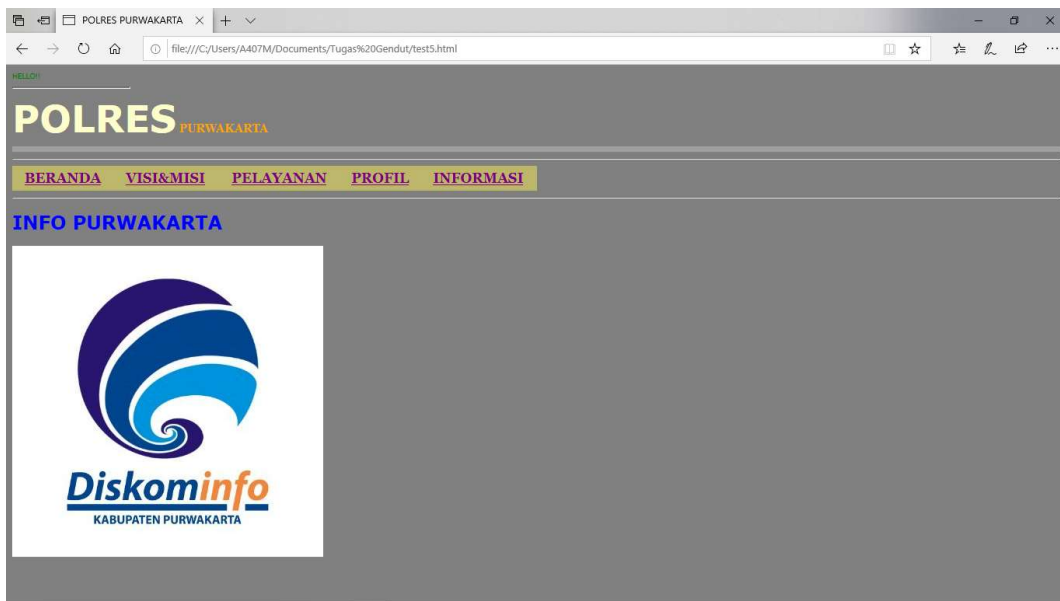 POLRES PURWAKARTA
file:///C:/Users/A407M/Documents/Tugas%20Gendut/test5.html
HELLO!!
POLRES PURWAKARTA
BERANDA VISI&MISI PELAYANAN PROFIL INFORMASI
INFO PURWAKARTA
Diskominfo
KABUPATEN PURWAKARTA